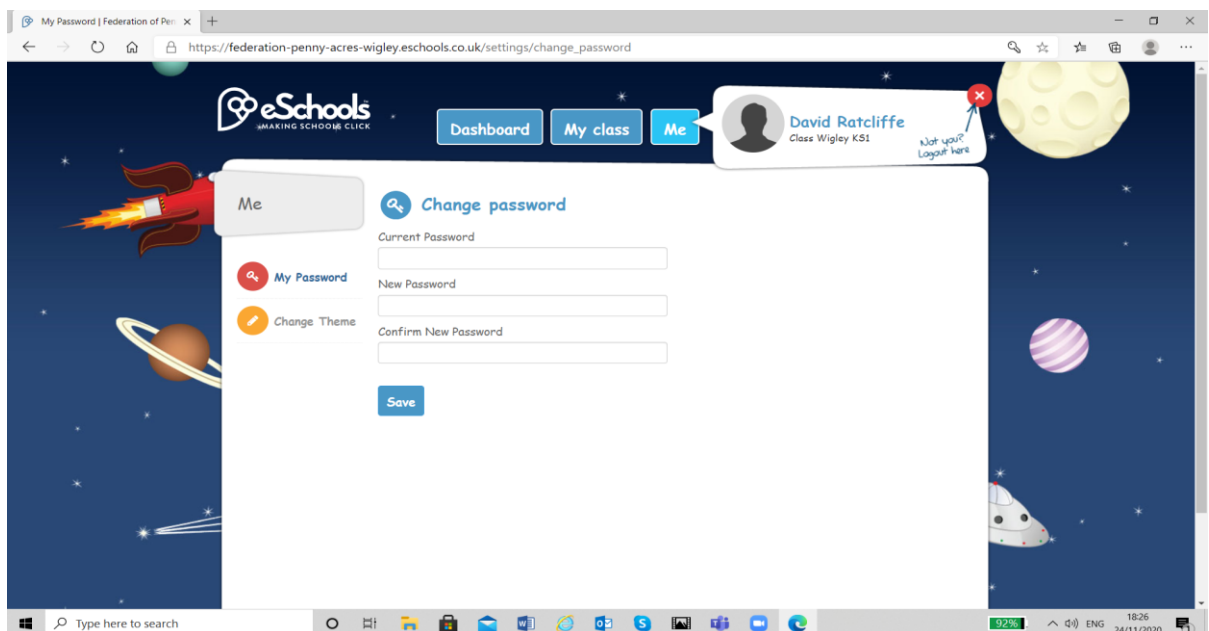 My Password | Federation of Pen
https://federation-penny-acres-wigley.eschools.co.uk/settings/change_password
eSchools
MAKING SCHOOLS CLICK
Dashboard
My class
Me
David Ratcliffe
Class Wigley KS1
Not you?
Logout here
Me
Change password
Current Password
My Password
New Password
Change Theme
Confirm New Password
Save
Type here to search
92%
ENG
18:26
24/11/2020